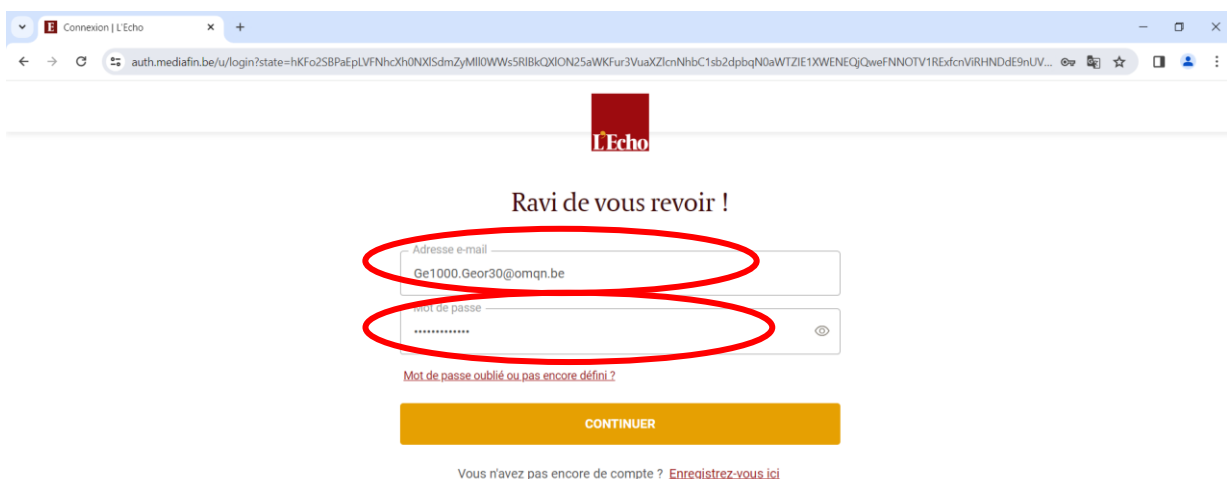 Connexion | L'Echo
auth.mediafin.be/u/login?state=
L'Echo
Ravi de vous revoir !
Adresse e-mail
Ge1000.Geor30@omqn.be
Mot de passe
•••••••••••••
Mot de passe oublié ou pas encore défini ?
CONTINUER
Vous n'avez pas encore de compte ? Enregistrez-vous ici